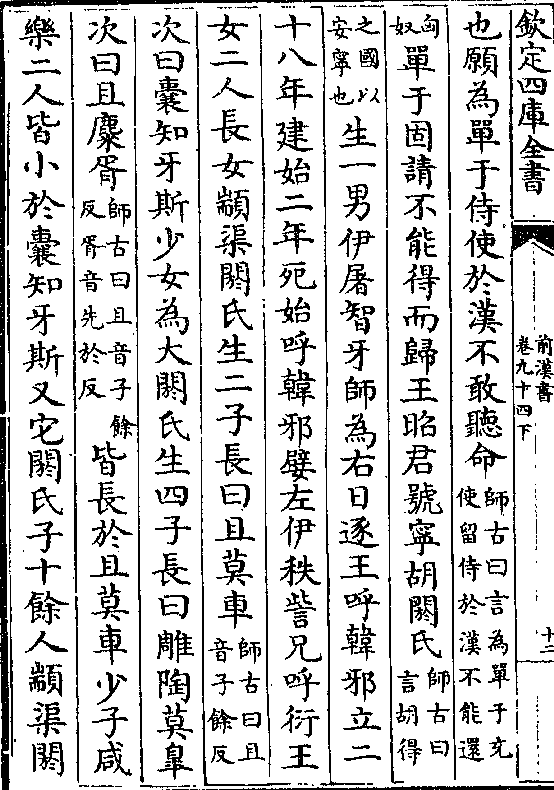 欽定四庫全書
前漢書
卷九十四下
十二
也願為單于侍使於漢不敢聽命師古曰言為單于充使留侍於漢不能還
匈奴單于固請不能得而歸王昭君號寧胡閼氏師古曰言胡得
之國以安寧也生一男伊屠智牙師為右日逐王呼韓邪立二
十八年建始二年死始呼韓邪嬖左伊秩訾兄呼衍王
女二人長女顓渠閼氏生二子長曰且莫車師古曰且音子餘反
次曰囊知牙斯少女為大閼氏生四子長曰雕陶莫臯
次曰且麋胥師古曰且音子餘反胥音先於反皆長於且莫車少子咸
樂二人皆小於囊知牙斯又它閼氏子十餘人顓渠閼